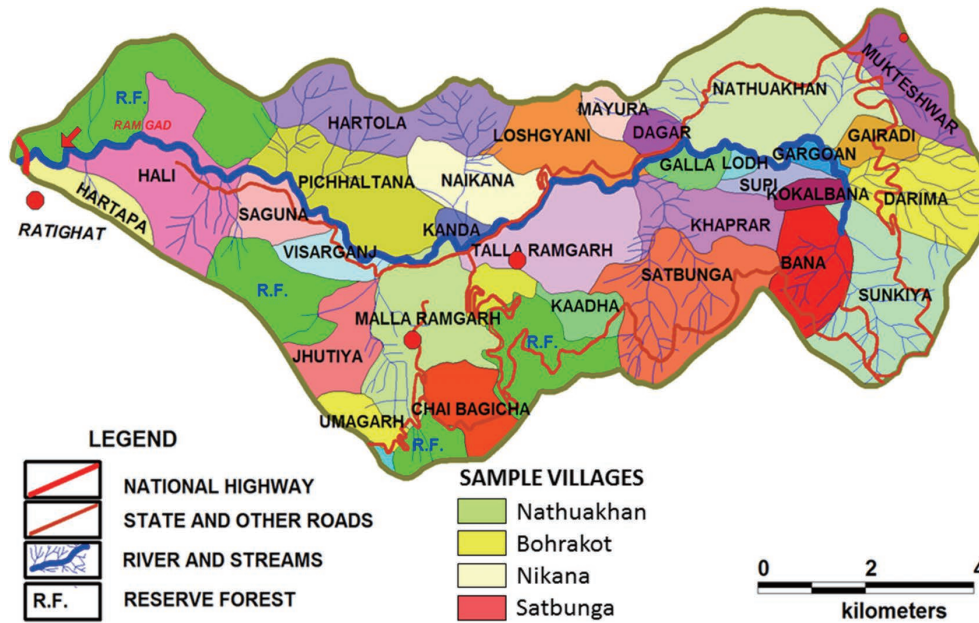 MUKTESHWAR
NATHUAKHAN
R.F.
RAMGAD
HARTOLA
LOSHGYANI
MAYURA
DAGAR
GAIRADI
HALI
PICHHALTANA
NAIKANA
GALLA
LODH
GARGOAN
SUPI
KOKALBANA
DARIMA
HARTAPA
RATIGHAT
SAGUNA
VISARGANJ
KANDA
TALLA RAMGARH
KHAPRAR
SATBUNGA
BANA
SUNKIYA
R.F.
MALLA RAMGARH
KAADHA
R.F.
JHUTIYA
CHAI BAGICHA
UMAGARH
R.F.
LEGEND
NATIONAL HIGHWAY
STATE AND OTHER ROADS
RIVER AND STREAMS
R.F. RESERVE FOREST
SAMPLE VILLAGES
Nathuakhan
Bohrakot
Nikana
Satbunga
0 2 4
kilometers